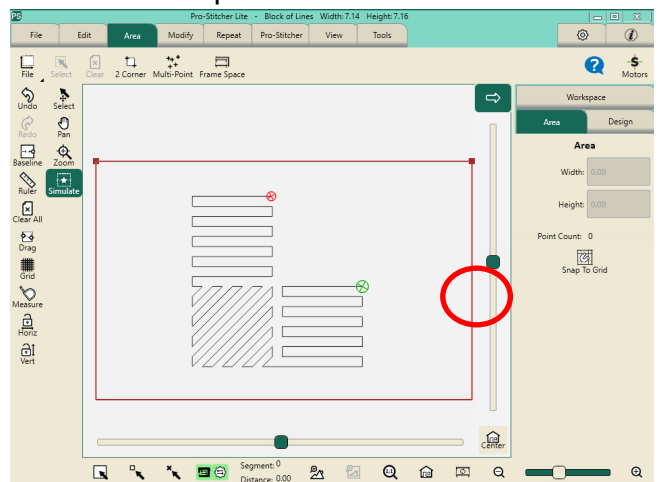 PS Pro-Stitcher Lite - Block of Lines Width: 7.14 Height: 7.16
File Edit Area Modify Repeat Pro-Stitcher View Tools
File Select Clear 2 Corner Multi-Point Frame Space
S
Motors
Undo Select
Redo Pan
Baseline Zoom
Ruler Simulate
Clear All
Drag
Grid
Measure
Horiz
Vert
Workspace
Area Design
Area
Width: 0.00
Height: 0.00
Point Count: 0
Snap To Grid
Center
Segment: 0
Distance: 0.00
1:1